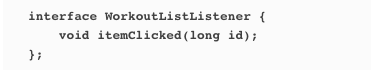 interface WorkoutListListener {
    void itemClicked(long id);
};